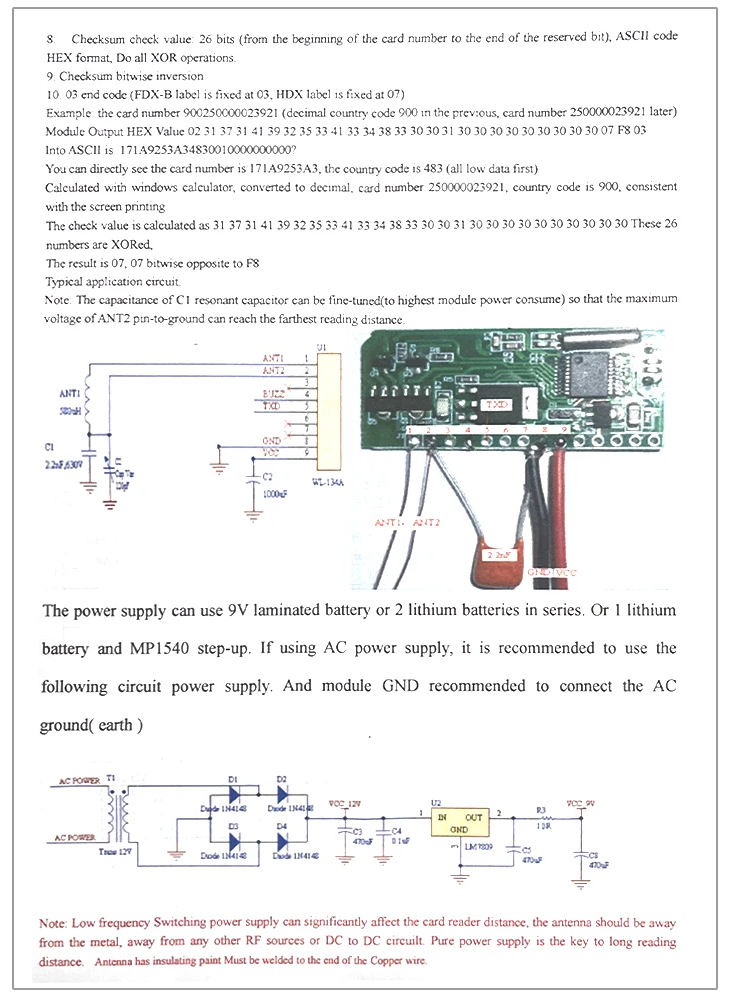 8. Checksum check value: 26 bits (from the beginning of the card number to the end of the reserved bit), ASCII code
HEX format, Do all XOR operations.
9. Checksum bitwise inversion
10. 03 end code (FDX-B label is fixed at 03, HDX label is fixed at 07)
Example: the card number 900250000023921 (decimal country code 900 in the previous, card number 250000023921 later)
Module Output HEX Value 02 31 37 31 41 39 32 35 33 41 33 34 38 33 30 30 31 30 30 30 30 30 30 30 30 30 30 07 F8 03
Into ASCII is 171A9253A34830010000000000?
You can directly see the card number is 171A9253A3, the country code is 483 (all low data first)
Calculated with windows calculator, converted to decimal, card number 250000023921, country code is 900, consistent
with the screen printing
The check value is calculated as 31 37 31 41 39 32 35 33 41 33 34 38 33 30 30 31 30 30 30 30 30 30 30 30 30 30 These 26
numbers are XORed,
The result is 07, 07 bitwise opposite to F8
Typical application circuit.
Note: The capacitance of C1 resonant capacitor can be fine-tuned(to highest module power consume) so that the maximum
voltage of ANT2 pin-to-ground can reach the farthest reading distance.
U1
ANT1 1
ANT2 2
3
BUZZ 4
TXD 5
6
7
GND 8
VCC 9
WL-134A
ANT1
580uH
C1
2.2nF,630V
C2
1000uF
TXD
1 2 3 4 5 6 7 8 9
ANT1 ANT2
2.2nF
GND VCC
The power supply can use 9V laminated battery or 2 lithium batteries in series. Or 1 lithium
battery and MP1540 step-up. If using AC power supply, it is recommended to use the
following circuit power supply. And module GND recommended to connect the AC
ground( earth )
AC POWER T1
AC POWER
Trans 12V
D1 D2
Diode 1N4148 Diode 1N4148
D3 D4
Diode 1N4148 Diode 1N4148
VCC_12V
C3
470uF
C4
0.1uF
U2
1 IN OUT 2
GND
LM7809
C5
470uF
R3
10R
VCC_9V
C8
470uF
Note: Low frequency Switching power supply can significantly affect the card reader distance, the antenna should be away
from the metal, away from any other RF sources or DC to DC circuilt. Pure power supply is the key to long reading
distance. Antenna has insulating paint Must be welded to the end of the Copper wire.